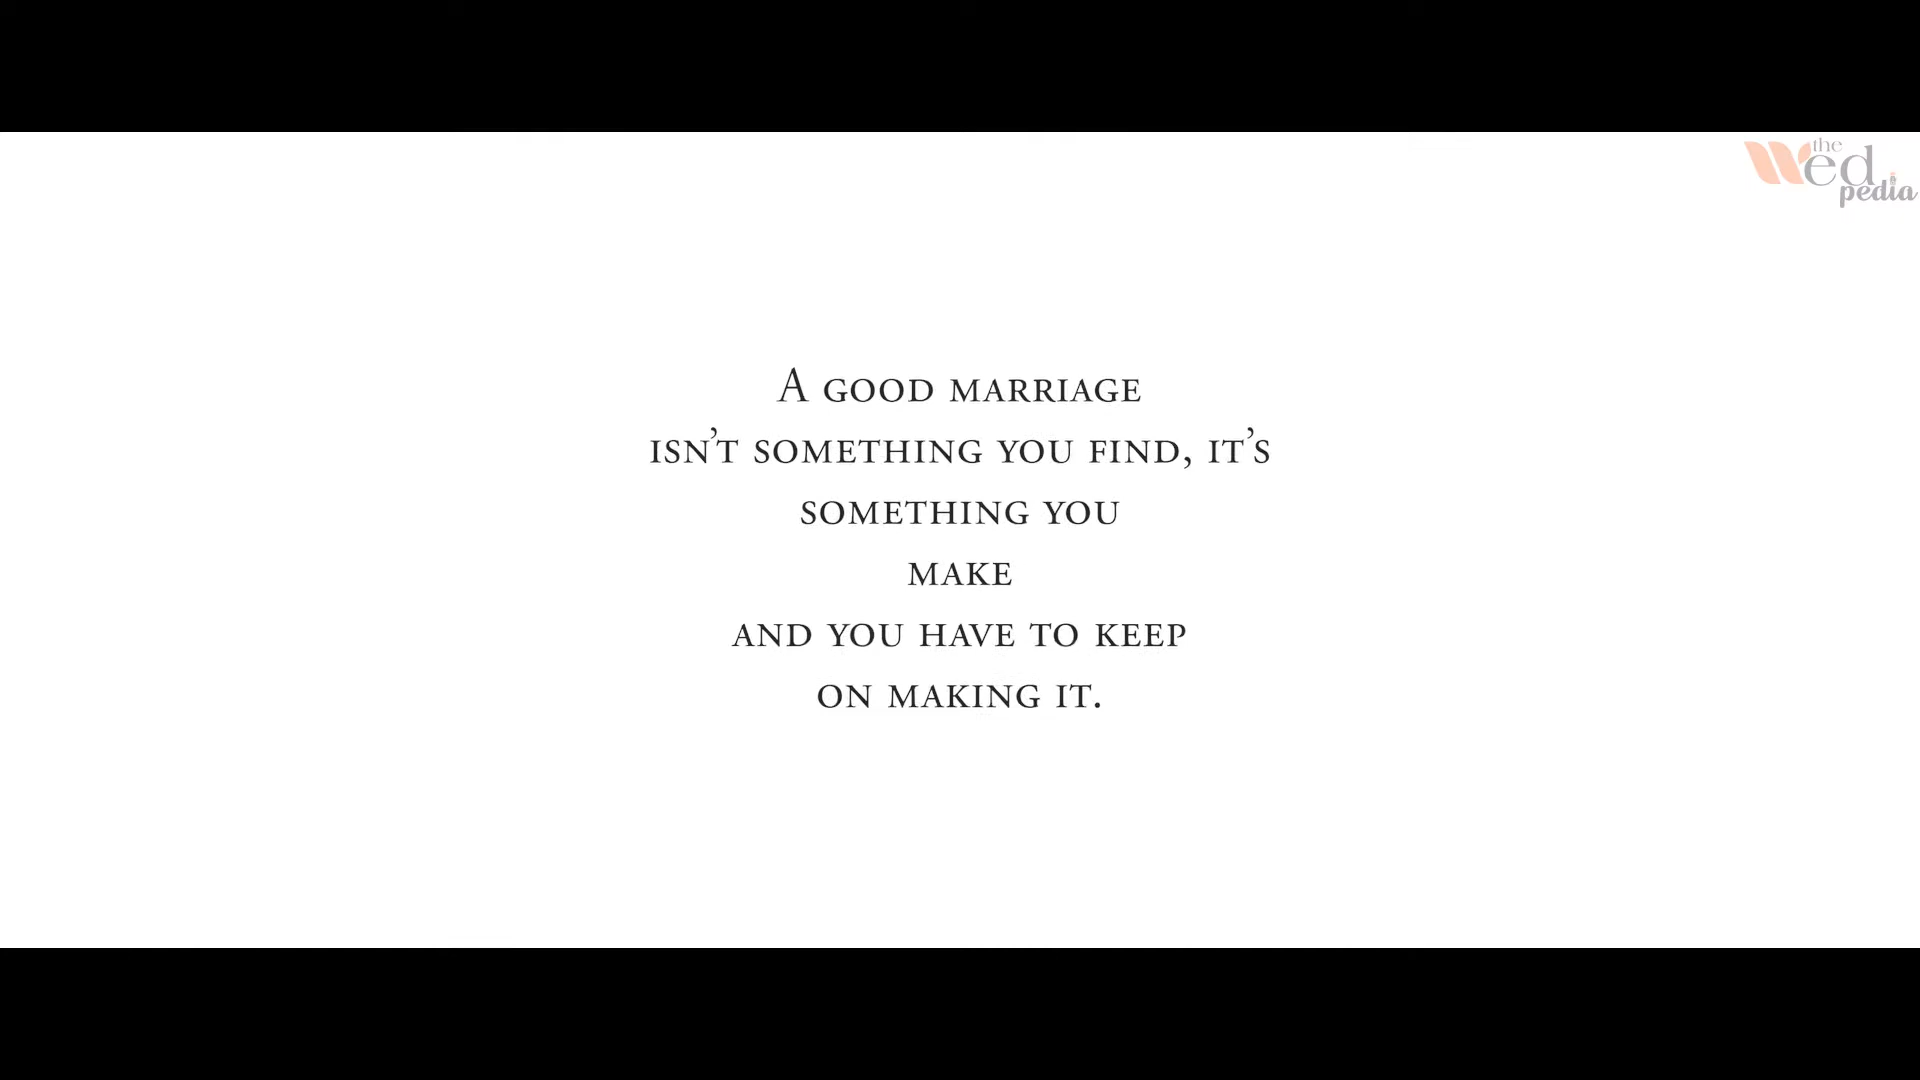 the
Wed
pedia
A GOOD MARRIAGE
ISN’T SOMETHING YOU FIND, IT’S
SOMETHING YOU
MAKE
AND YOU HAVE TO KEEP
ON MAKING IT.